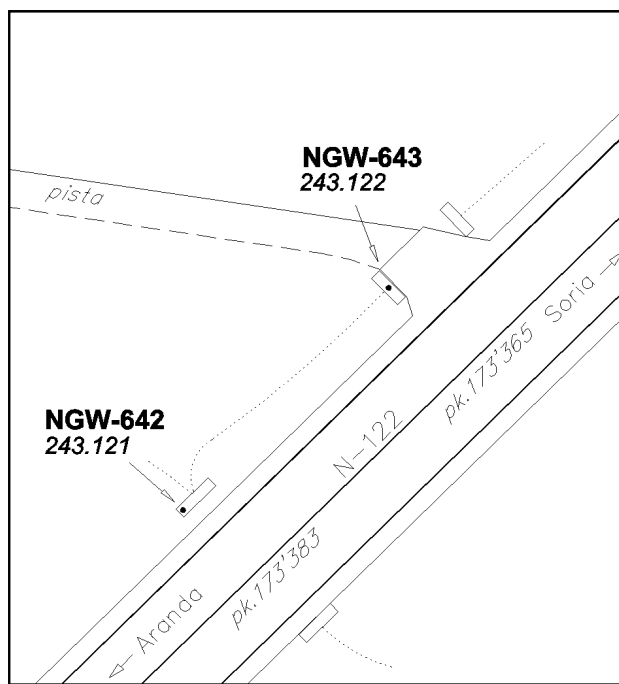 NGW-643
243.122
pista
Soria
pk.173'365
NGW-642
243.121
N-122
pk.173'383
Aranda